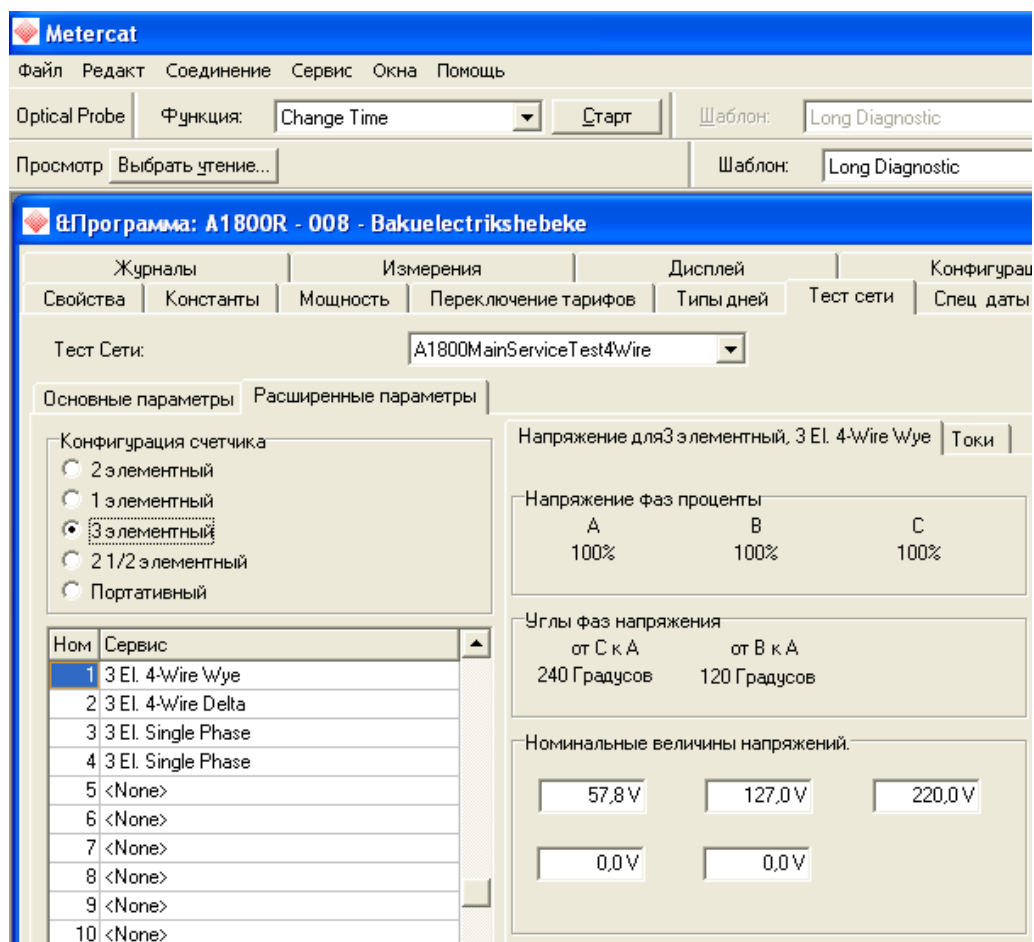 Metercat
Файл Редакт Соединение Сервис Окна Помощь
Optical Probe Функция: Change Time Старт Шаблон: Long Diagnostic
Просмотр Выбрать чтение... Шаблон: Long Diagnostic
&Программа: A1800R - 008 - Bakuelectrikshebeke
Журналы Измерения Дисплей Конфигурац
Свойства Константы Мощность Переключение тарифов Типы дней Тест сети Спец даты
Тест Сети: A1800MainServiceTest4Wire
Основные параметры Расширенные параметры
Конфигурация счетчика
2 элементный
1 элементный
3 элементный
2 1/2 элементный
Портативный
Ном Сервис
1 3 El. 4-Wire Wye
2 3 El. 4-Wire Delta
3 3 El. Single Phase
4 3 El. Single Phase
5 <None>
6 <None>
7 <None>
8 <None>
9 <None>
10 <None>
Напряжение для3 элементный, 3 El. 4-Wire Wye Токи
Напряжение фаз проценты
A B C
100% 100% 100%
Углы фаз напряжения
от C к A от B к A
240 Градусов 120 Градусов
Номинальные величины напряжений.
57,8 V 127,0 V 220,0 V
0,0 V 0,0 V